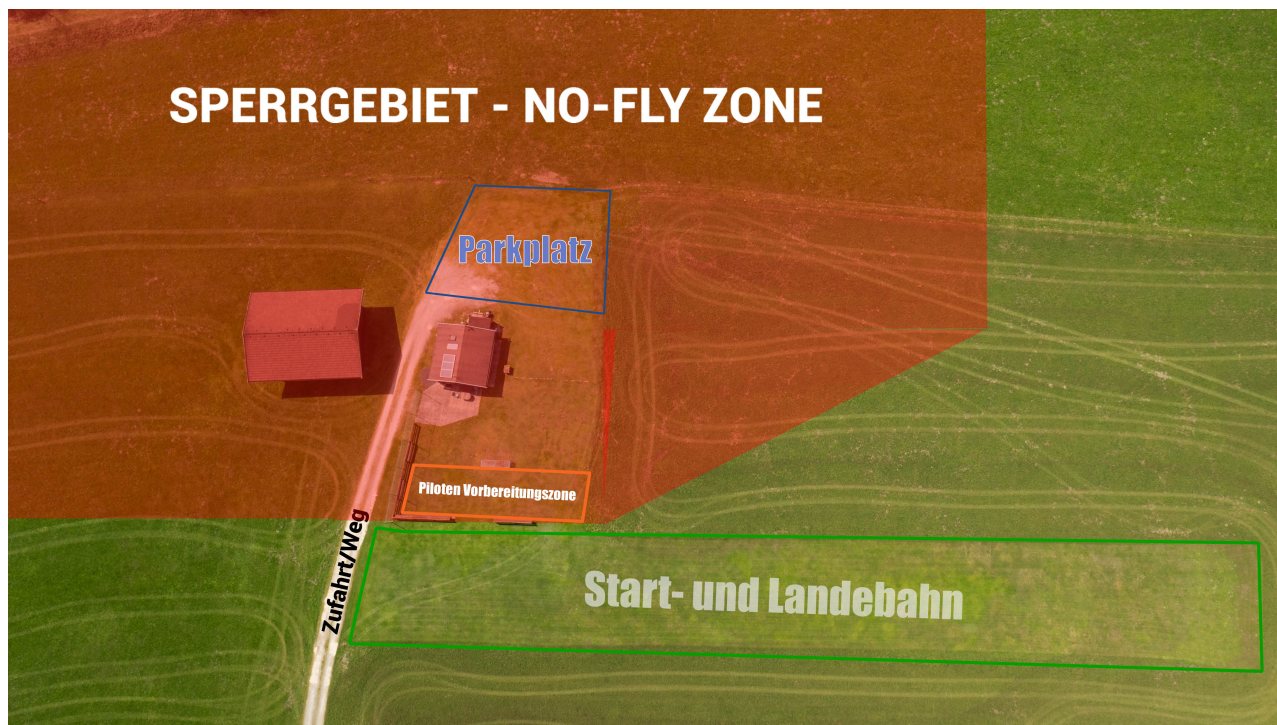 SPERRGEBIET - NO-FLY ZONE
Parkplatz
Piloten Vorbereitungszone
Zufahrt/Weg
Start- und Landebahn